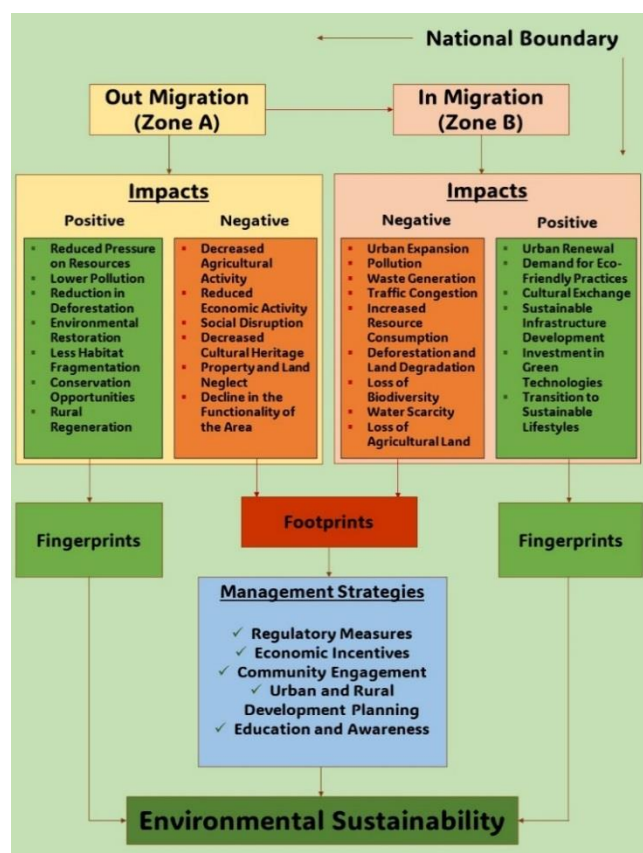 National Boundary
Out Migration
(Zone A)
In Migration
(Zone B)
Impacts
Positive
Negative
Reduced Pressure
on Resources
Lower Pollution
Reduction in
Deforestation
Environmental
Restoration
Less Habitat
Fragmentation
Conservation
Opportunities
Rural
Regeneration
Decreased
Agricultural
Activity
Reduced
Economic Activity
Social Disruption
Decreased
Cultural Heritage
Property and Land
Neglect
Decline in the
Functionality of
the Area
Impacts
Negative
Positive
Urban Expansion
Pollution
Waste Generation
Traffic Congestion
Increased
Resource
Consumption
Deforestation and
Land Degradation
Loss of
Biodiversity
Water Scarcity
Loss of
Agricultural Land
Urban Renewal
Demand for Eco-
Friendly Practices
Cultural Exchange
Sustainable
Infrastructure
Development
Investment in
Green
Technologies
Transition to
Sustainable
Lifestyles
Fingerprints
Footprints
Fingerprints
Management Strategies
✓ Regulatory Measures
✓ Economic Incentives
✓ Community Engagement
✓ Urban and Rural
Development Planning
✓ Education and Awareness
Environmental Sustainability